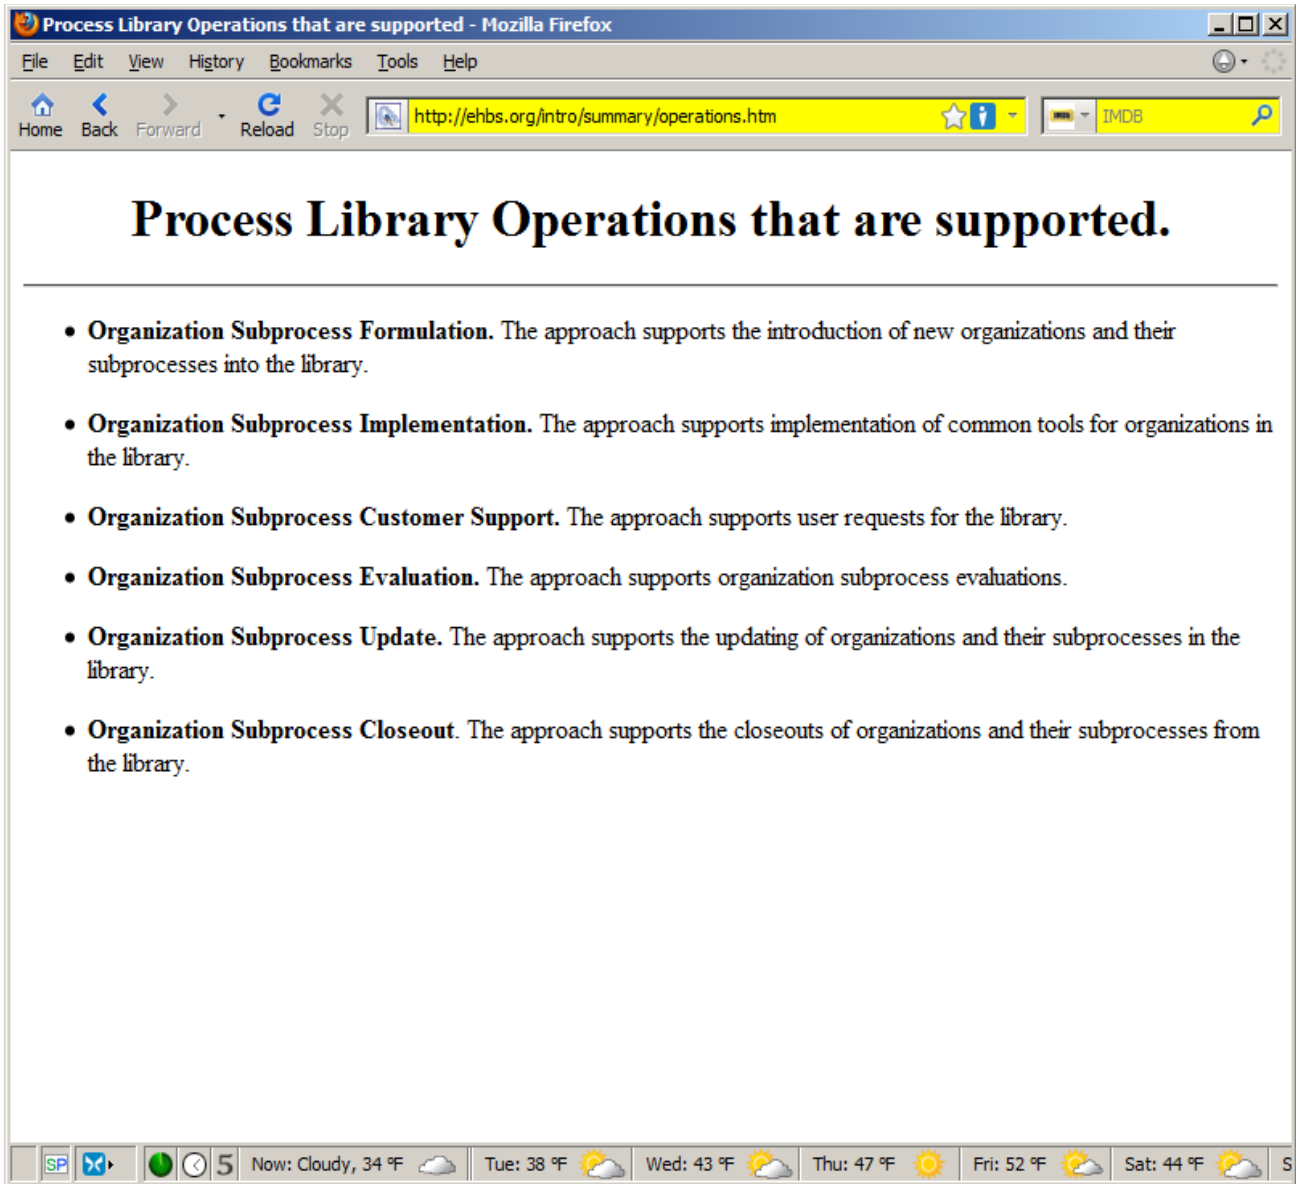 Process Library Operations that are supported - Mozilla Firefox
File Edit View History Bookmarks Tools Help
Home Back Forward Reload Stop http://ehbs.org/intro/summary/operations.htm IMDB
Process Library Operations that are supported.
• Organization Subprocess Formulation. The approach supports the introduction of new organizations and their
subprocesses into the library.
• Organization Subprocess Implementation. The approach supports implementation of common tools for organizations in
the library.
• Organization Subprocess Customer Support. The approach supports user requests for the library.
• Organization Subprocess Evaluation. The approach supports organization subprocess evaluations.
• Organization Subprocess Update. The approach supports the updating of organizations and their subprocesses in the
library.
• Organization Subprocess Closeout. The approach supports the closeouts of organizations and their subprocesses from
the library.
SP 5 Now: Cloudy, 34 °F Tue: 38 °F Wed: 43 °F Thu: 47 °F Fri: 52 °F Sat: 44 °F S